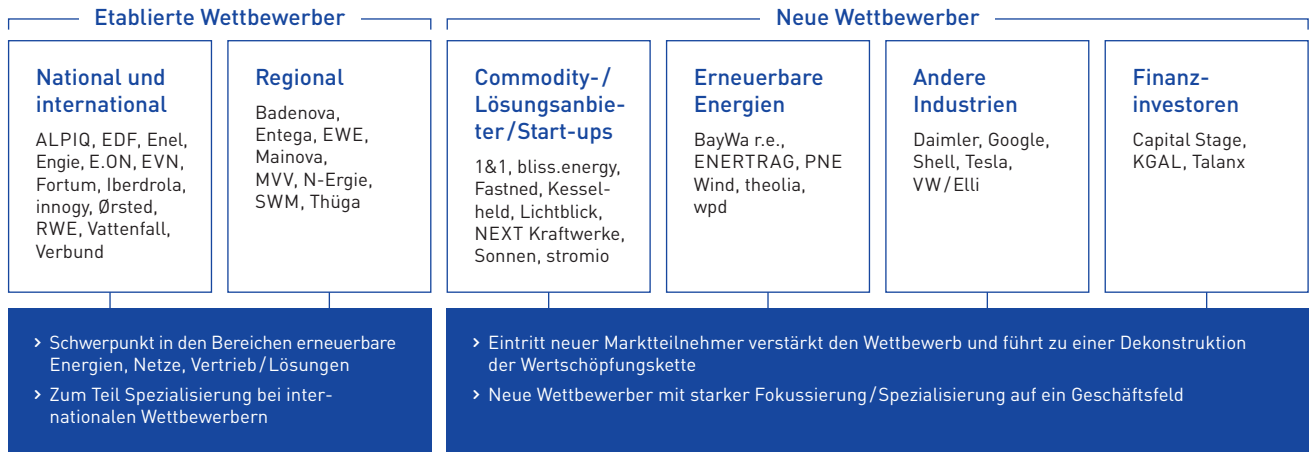 Etablierte Wettbewerber
Neue Wettbewerber
National und
international
ALPIQ, EDF, Enel,
Engie, E.ON, EVN,
Fortum, Iberdrola,
innogy, Ørsted,
RWE, Vattenfall,
Verbund
Regional
Badenova,
Entega, EWE,
Mainova,
MVV, N-Ergie,
SWM, Thüga
Commodity-/
Lösungsanbie-
ter/Start-ups
1&1, bliss.energy,
Fastned, Kessel-
held, Lichtblick,
NEXT Kraftwerke,
Sonnen, stromio
Erneuerbare
Energien
BayWa r.e.,
ENERTRAG, PNE
Wind, theolia,
wpd
Andere
Industrien
Daimler, Google,
Shell, Tesla,
VW/Elli
Finanz-
investoren
Capital Stage,
KGAL, Talanx
› Schwerpunkt in den Bereichen erneuerbare
Energien, Netze, Vertrieb/Lösungen
› Zum Teil Spezialisierung bei inter-
nationalen Wettbewerbern
› Eintritt neuer Marktteilnehmer verstärkt den Wettbewerb und führt zu einer Dekonstruktion
der Wertschöpfungskette
› Neue Wettbewerber mit starker Fokussierung/Spezialisierung auf ein Geschäftsfeld